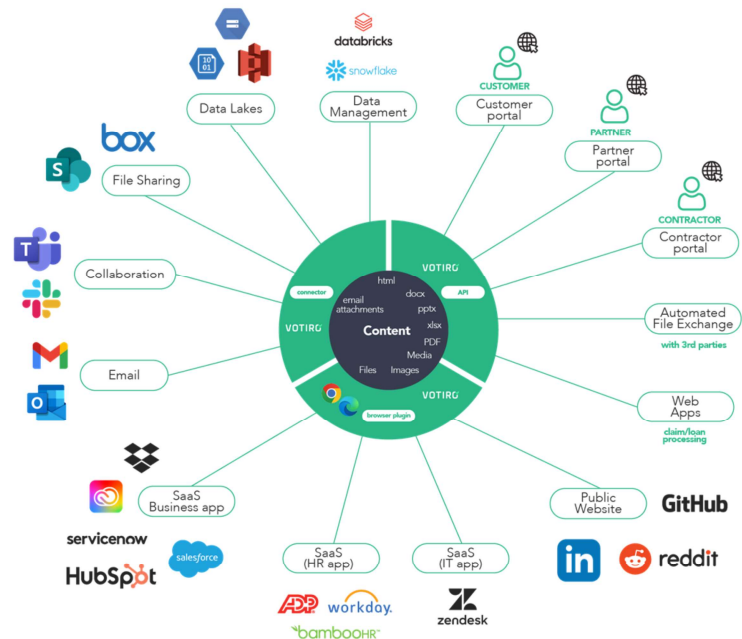 databricks
snowflake
10
01
Data Lakes
Data
Management
CUSTOMER
Customer
portal
PARTNER
Partner
portal
CONTRACTOR
Contractor
portal
box
S
File Sharing
T
Collaboration
Email
O
connector
VOTIRO
VOTIRO
API
html
docx
email
attachments
pptx
Content
xlsx
PDF
Media
Files
Images
VOTIRO
browser plugin
Automated
File Exchange
with 3rd parties
Web
Apps
claim/loan
processing
SaaS
Business app
servicenow
salesforce
HubSpot
SaaS
(HR app)
ADP
workday.
bambooHR™
SaaS
(IT app)
zendesk
Public
Website
GitHub
in
reddit